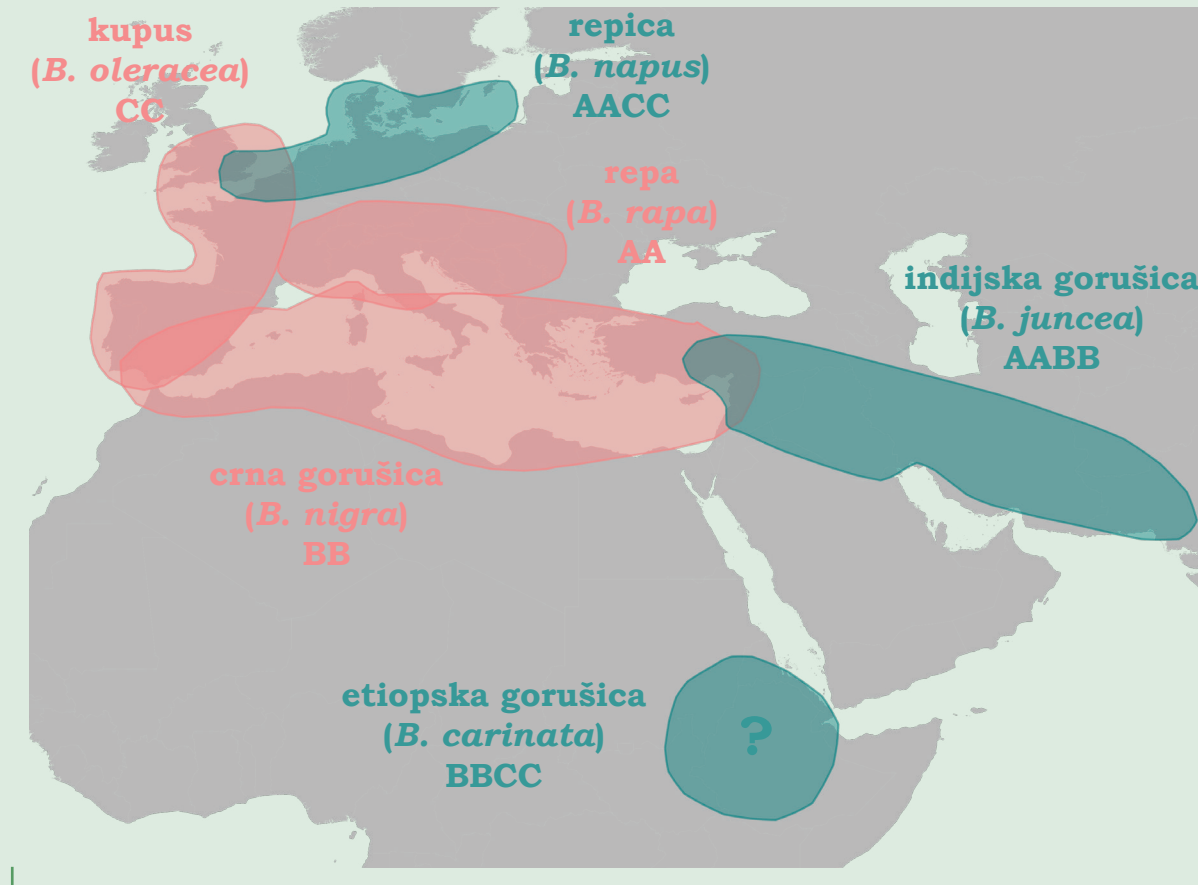 kupus
(B. oleracea)
CC
repica
(B. napus)
AACC
repa
(B. rapa)
AA
indijska gorušica
(B. juncea)
AABB
crna gorušica
(B. nigra)
BB
etiopska gorušica
(B. carinata)
BBCC
?